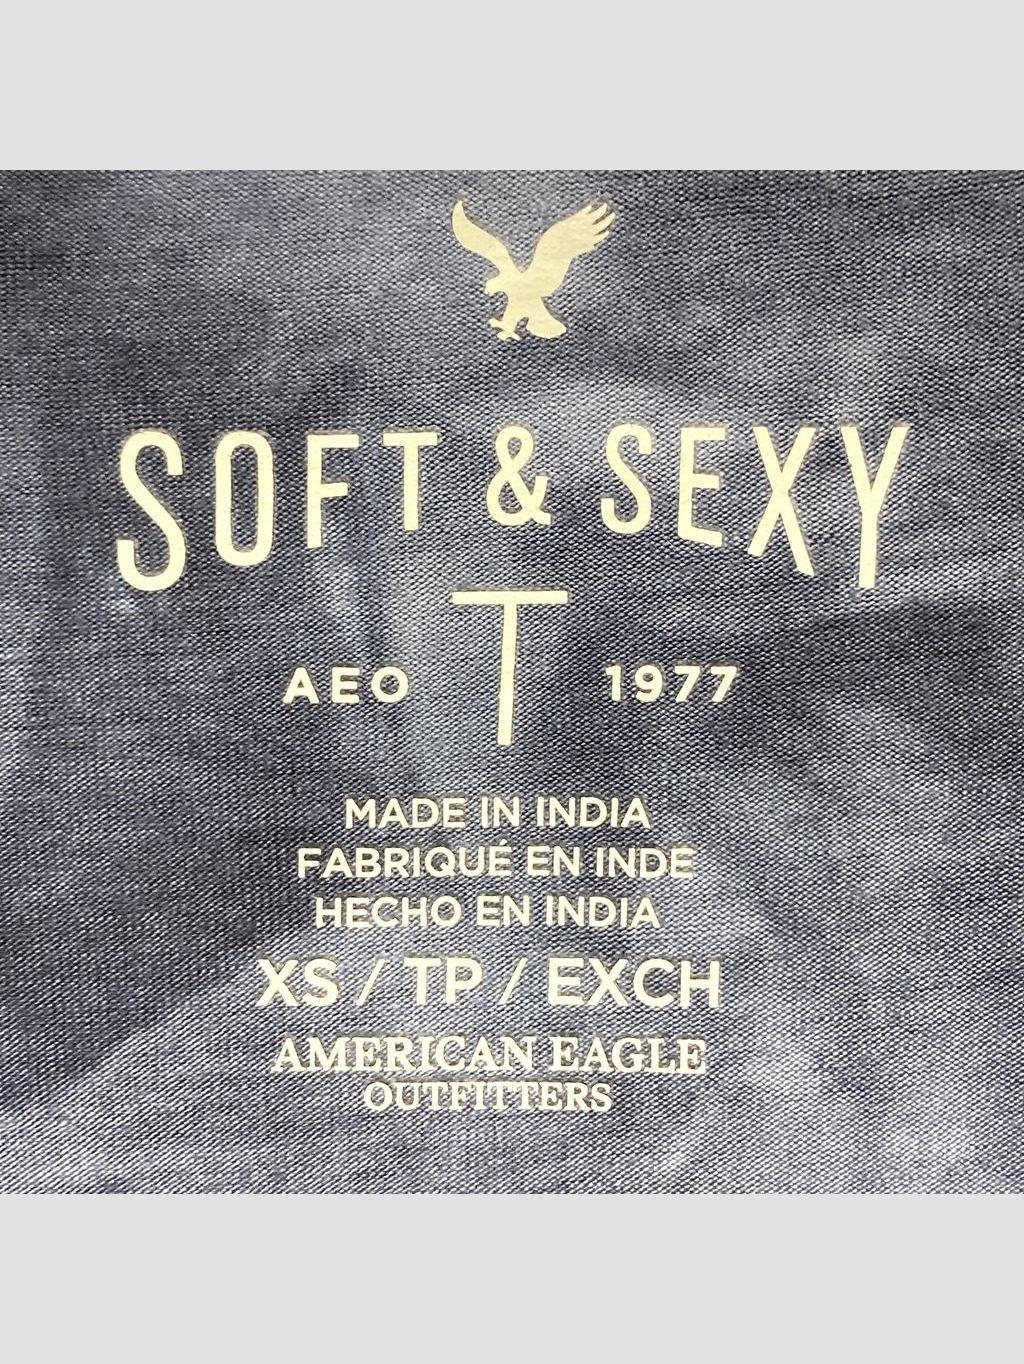 SOFT & SEXY
T
AEO 1977
MADE IN INDIA
FABRIQUÉ EN INDE
HECHO EN INDIA
XS / TP / EXCH
AMERICAN EAGLE
OUTFITTERS